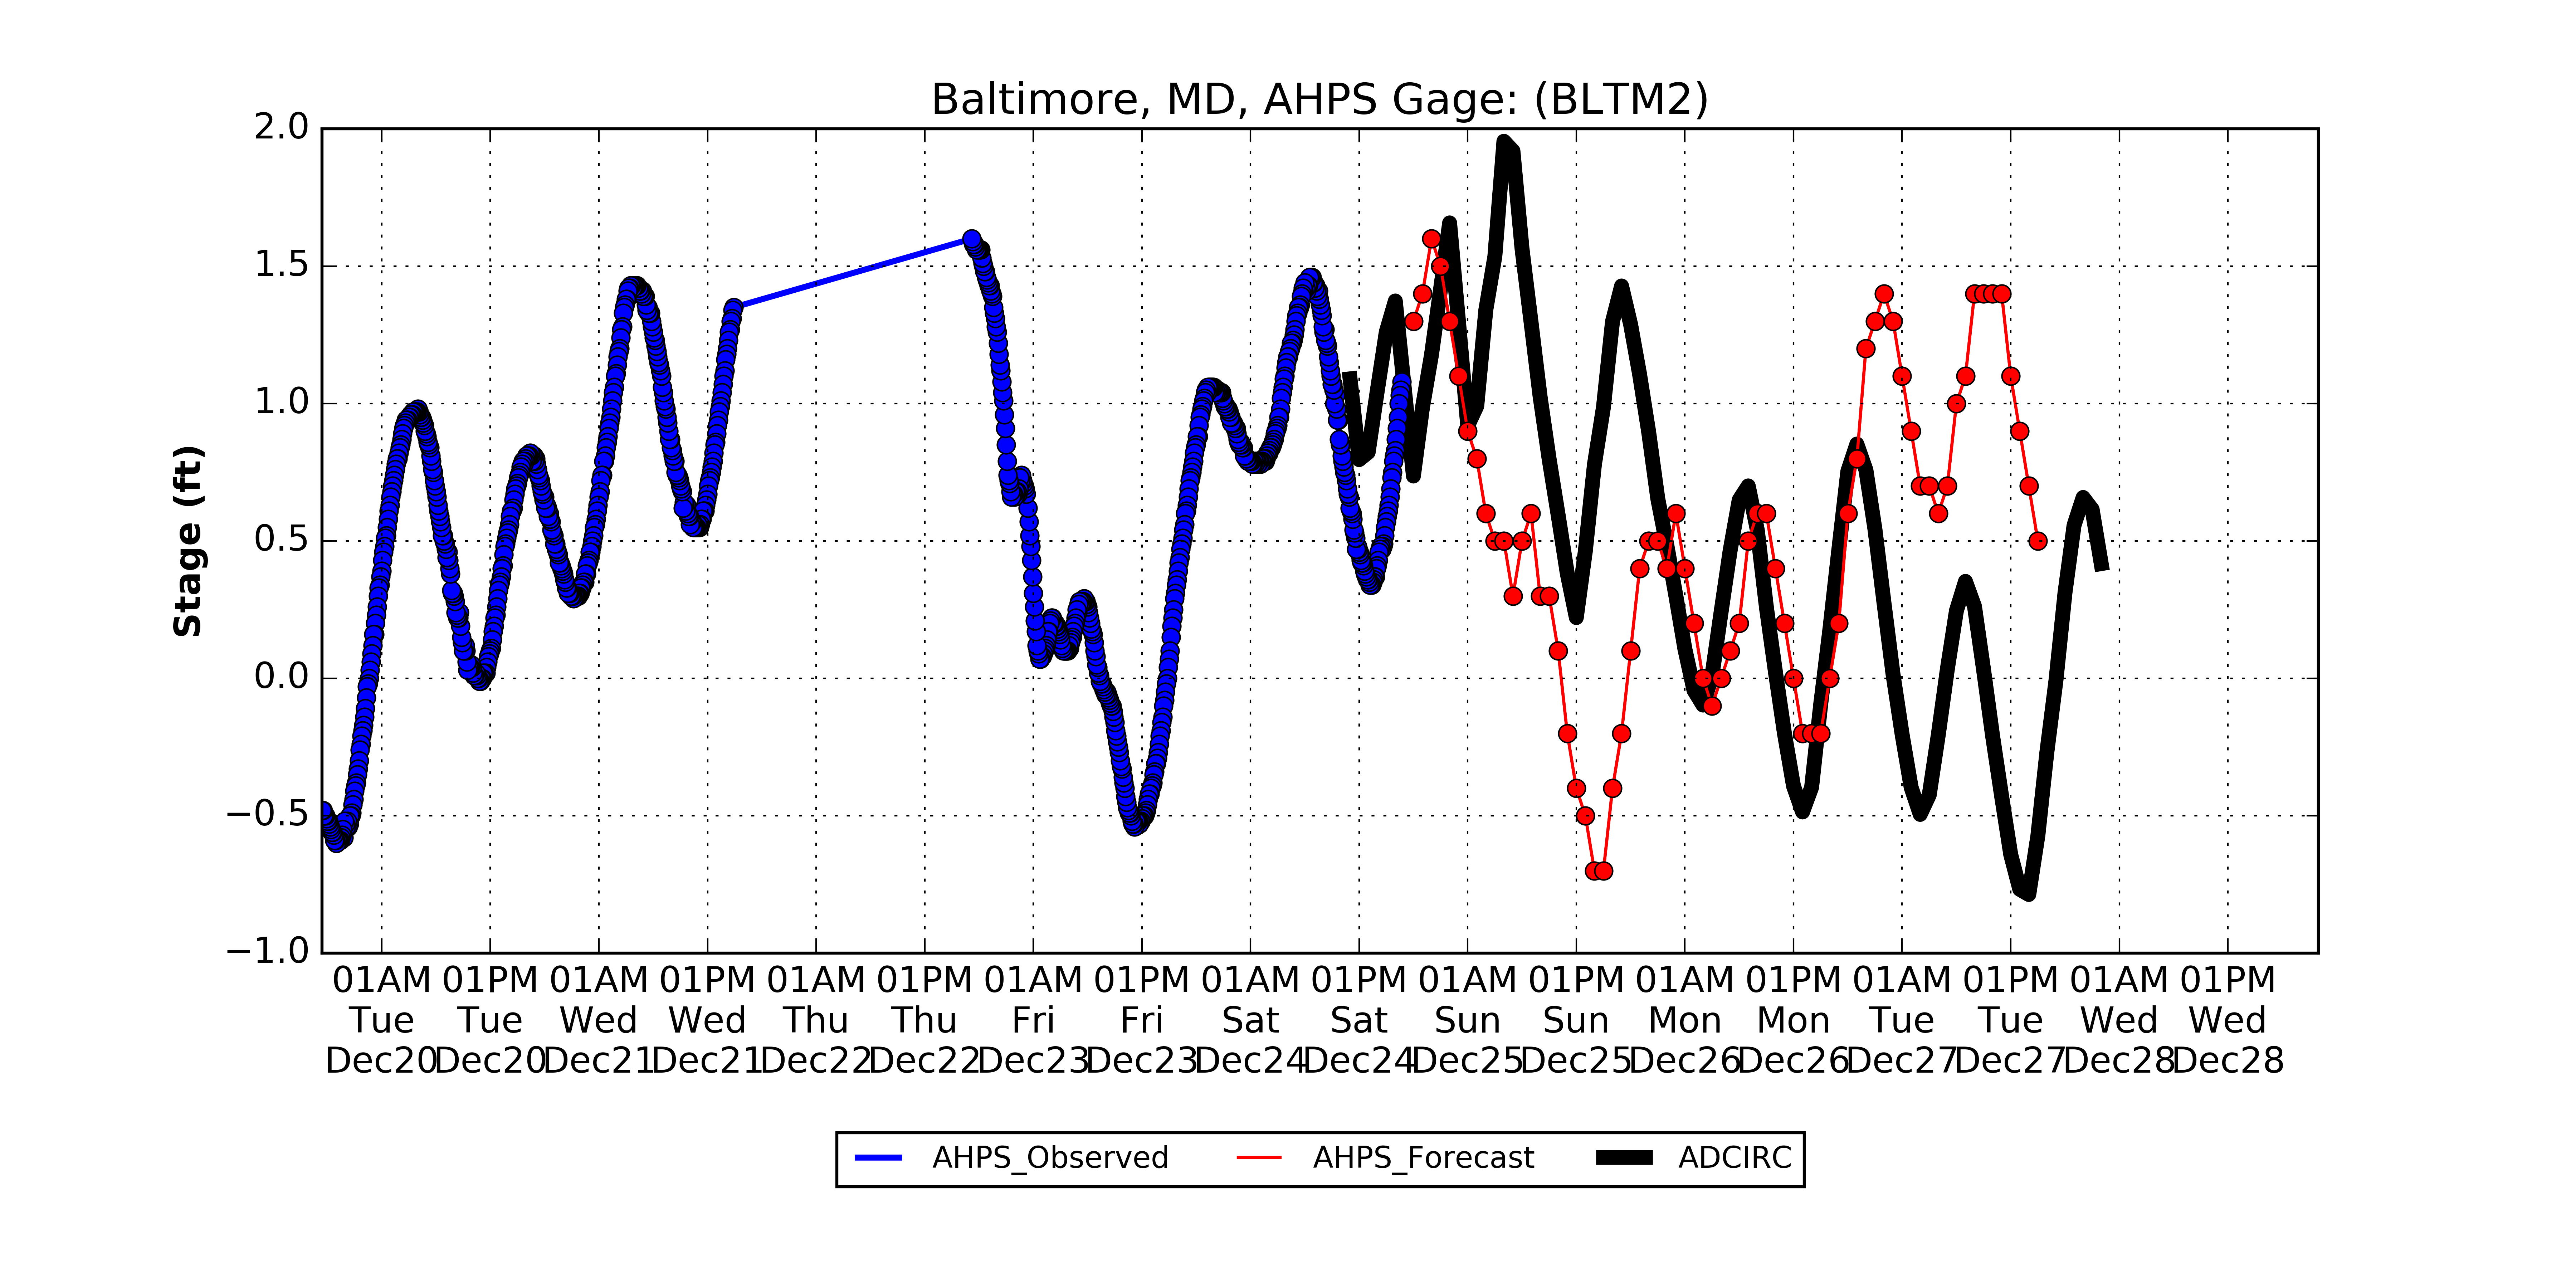 Baltimore, MD, AHPS Gage: (BLTM2)
Stage (ft)
2.0
1.5
1.0
0.5
0.0
−0.5
−1.0
01AM 01PM 01AM 01PM 01AM 01PM 01AM 01PM 01AM 01PM 01AM 01PM 01AM 01PM 01AM 01PM 01AM 01PM
Tue Tue Wed Wed Thu Thu Fri Fri Sat Sat Sun Sun Mon Mon Tue Tue Wed Wed
Dec20 Dec20 Dec21 Dec21 Dec22 Dec22 Dec23 Dec23 Dec24 Dec24 Dec25 Dec25 Dec26 Dec26 Dec27 Dec27 Dec28 Dec28
AHPS_Observed AHPS_Forecast ADCIRC